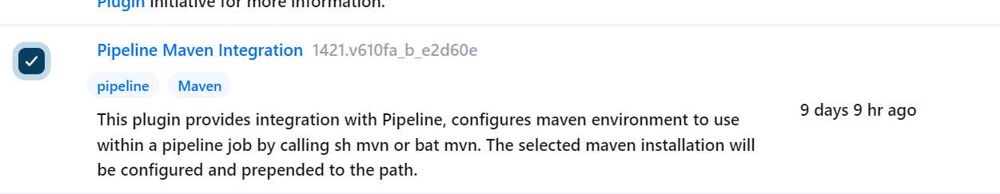 Plugin Initiative for more information.
Pipeline Maven Integration 1421.v610fa_b_e2d60e
pipeline Maven
This plugin provides integration with Pipeline, configures maven environment to use
within a pipeline job by calling sh mvn or bat mvn. The selected maven installation will
be configured and prepended to the path.
9 days 9 hr ago